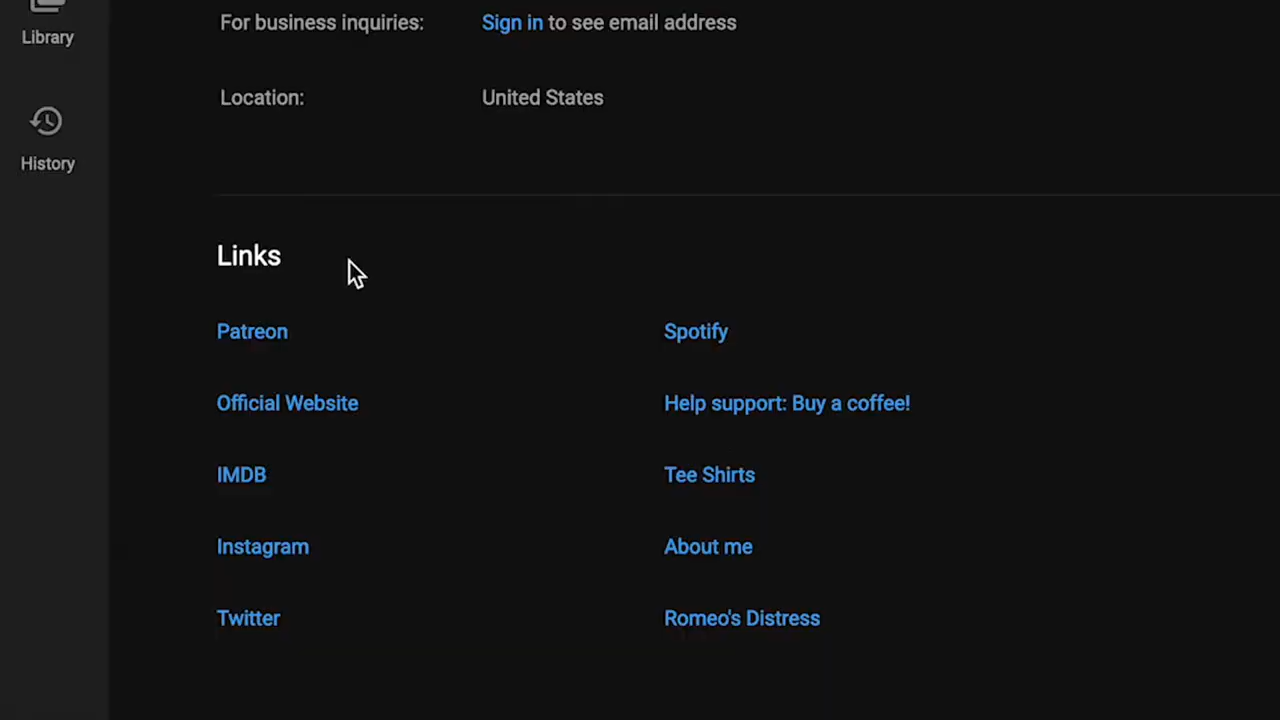 Library
History
For business inquiries: Sign in to see email address
Location: United States
Links
Patreon Spotify
Official Website Help support: Buy a coffee!
IMDB Tee Shirts
Instagram About me
Twitter Romeo's Distress